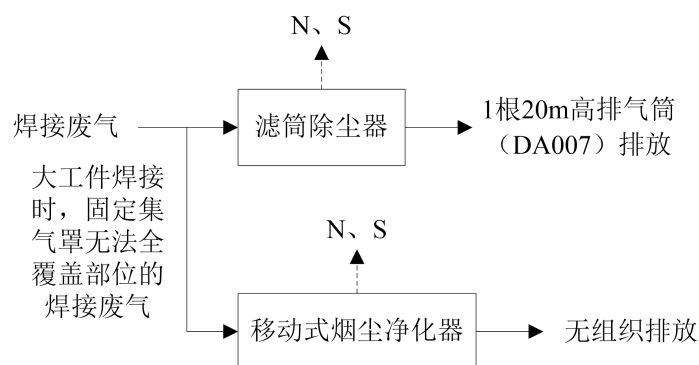 N、S
焊接废气
滤筒除尘器
1根20m高排气筒
（DA007）排放
大工件焊接
时，固定集
气罩无法全
覆盖部位的
焊接废气
N、S
移动式烟尘净化器
无组织排放